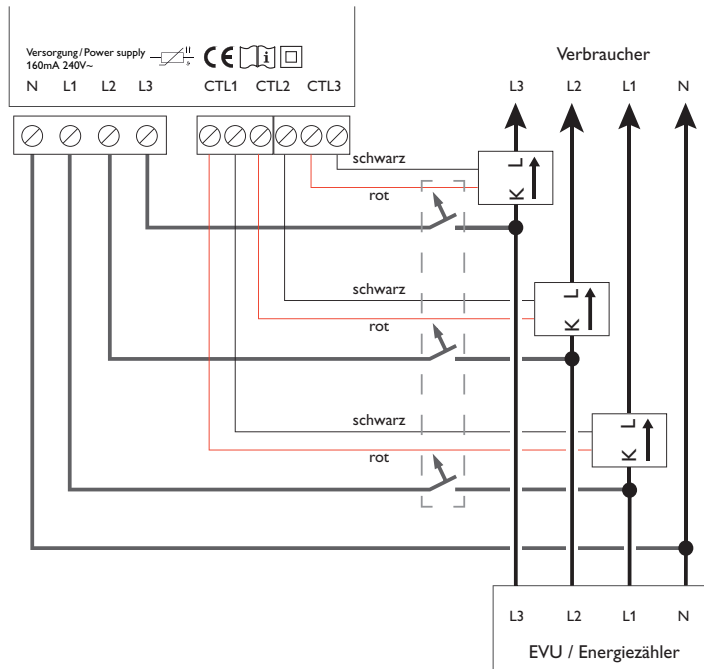 Versorgung/Power supply
160mA 240V~
N L1 L2 L3 CTL1 CTL2 CTL3
Verbraucher
L3 L2 L1 N
schwarz
rot
K L
schwarz
rot
K L
schwarz
rot
K L
L3 L2 L1 N
EVU / Energiezähler